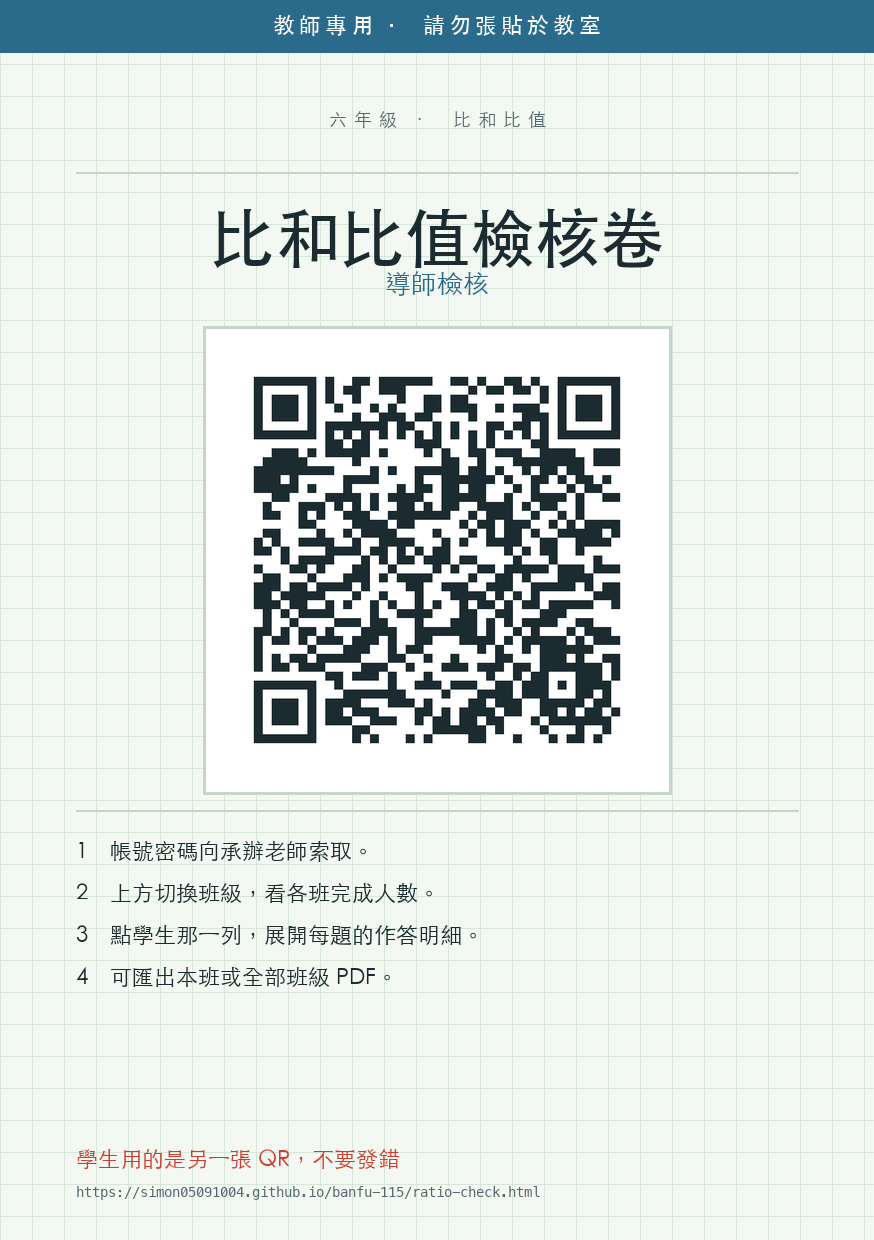 教師專用 · 請勿張貼於教室
六年級 · 比和比值
比和比值檢核卷
導師檢核
1 帳號密碼向承辦老師索取。
2 上方切換班級，看各班完成人數。
3 點學生那一列，展開每題的作答明細。
4 可匯出本班或全部班級 PDF。
學生用的是另一張 QR，不要發錯
https://simon05091004.github.io/banfu-115/ratio-check.html